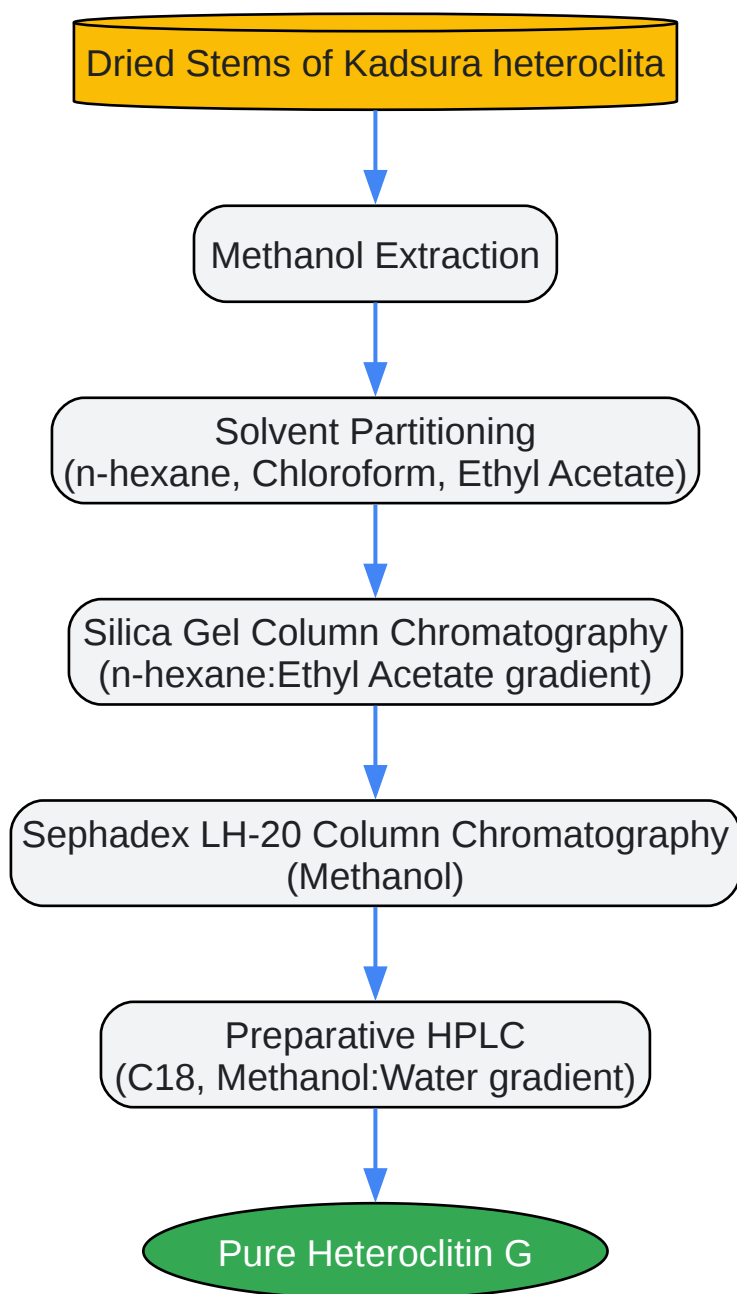 Dried Stems of Kadsura heteroclita
Methanol Extraction
Solvent Partitioning
(n-hexane, Chloroform, Ethyl Acetate)
Silica Gel Column Chromatography
(n-hexane:Ethyl Acetate gradient)
Sephadex LH-20 Column Chromatography
(Methanol)
Preparative HPLC
(C18, Methanol:Water gradient)
Pure Heteroclitin G